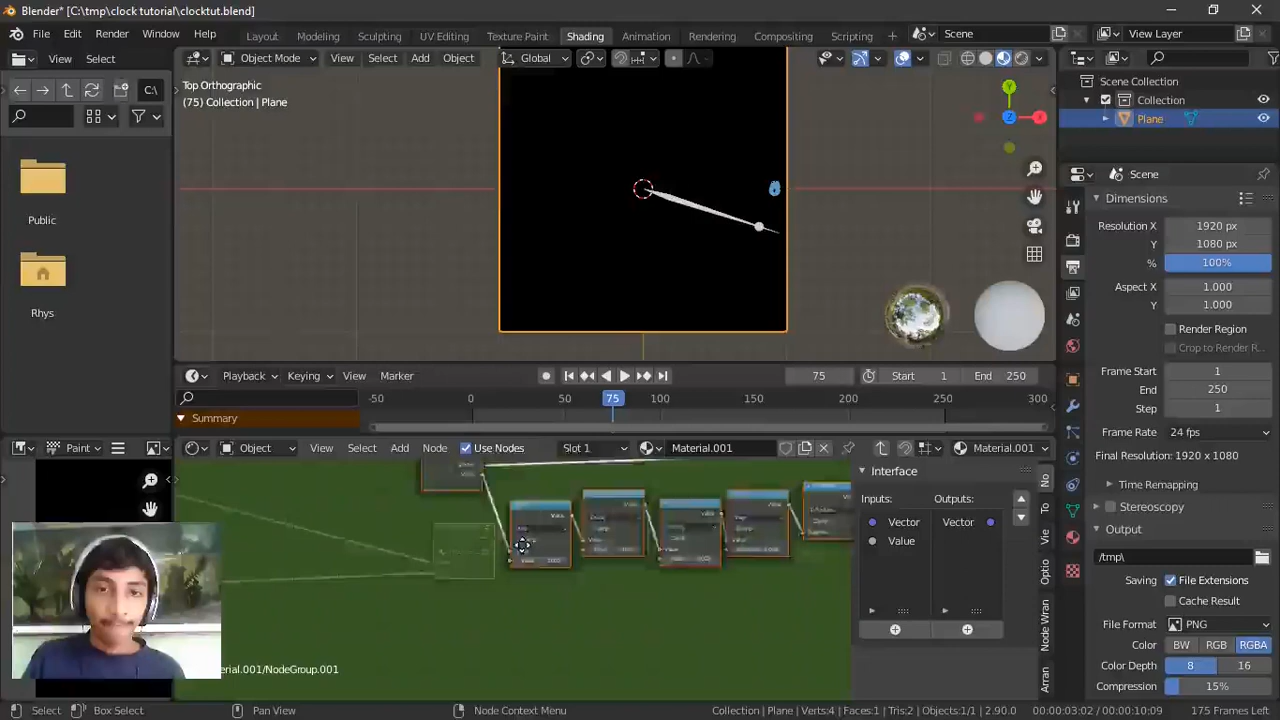 Blender* [C:\tmp\clock tutorial\clocktut.blend]
File Edit Render Window Help Layout Modeling Sculpting UV Editing Texture Paint Shading Animation Rendering Compositing Scripting Scene View Layer
View Select Object Mode View Select Add Object Global
C:\
Top Orthographic
(75) Collection | Plane
Public
Rhys
Scene Collection
Collection
Plane
Scene
Dimensions
Resolution X 1920 px
Y 1080 px
% 100%
Aspect X 1.000
Y 1.000
Render Region
Crop to Render R...
Frame Start 1
End 250
Step 1
Frame Rate 24 fps
Final Resolution: 1920 x 1080
Time Remapping
Stereoscopy
Output
/tmp\
Saving File Extensions
Cache Result
File Format PNG
Color BW RGB RGBA
Color Depth 8 16
Compression 15%
Playback Keying View Marker 75 Start 1 End 250
-50 0 50 75 100 150 200 250 300
Summary
Paint Object View Select Add Node Use Nodes Slot 1 Material.001 Material.001
Interface
Inputs: Outputs:
Vector Vector
Value
No
To
Vie
Optio
Node Wran
Arran
erial.001/NodeGroup.001
Select Box Select Pan View Node Context Menu Collection | Plane | Verts:4 | Faces:1 | Tris:2 | Objects:1/1 | 2.90.0 00:00:03:02 / 00:00:10:09 175 Frames Left